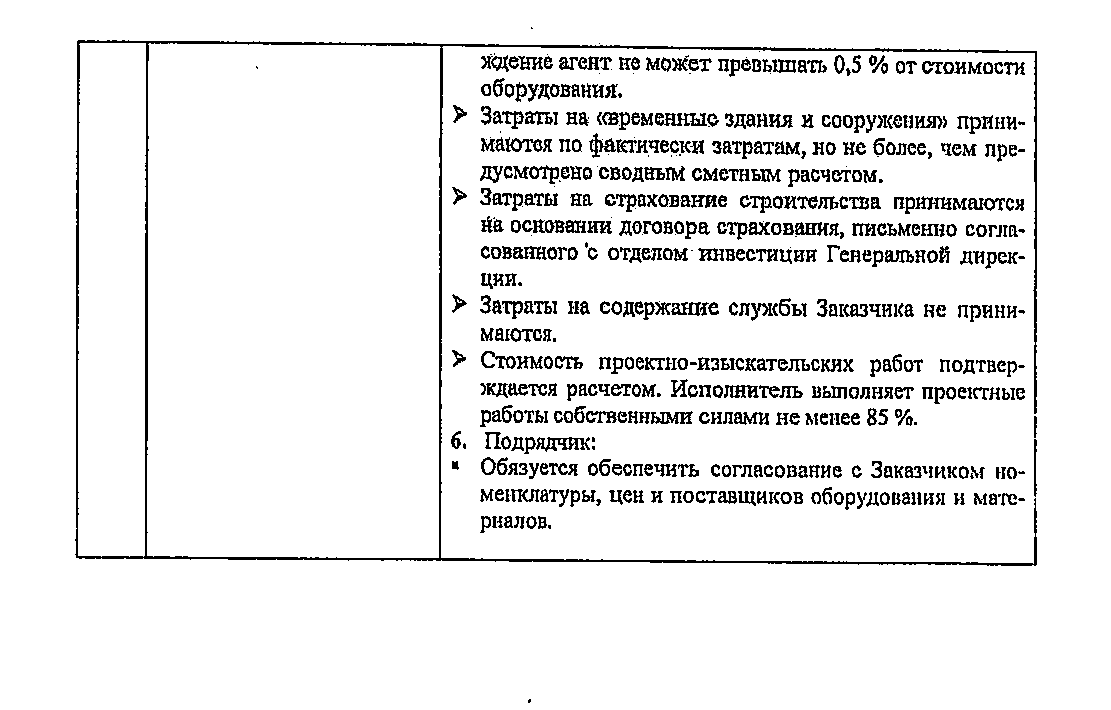 ждение агент не может превышать 0,5 % от стоимости
оборудования.
➢ Затраты на «временные здания и сооружения» прини-
маются по фактически затратам, но не более, чем пре-
дусмотрено сводным сметным расчетом.
➢ Затраты на страхование строительства принимаются
на основании договора страхования, письменно согла-
сованного с отделом инвестиции Генеральной дирек-
ции.
➢ Затраты на содержание службы Заказчика не прини-
маются.
➢ Стоимость проектно-изыскательских работ подтвер-
ждается расчетом. Исполнитель выполняет проектные
работы собственными силами не менее 85 %.
6. Подрядчик:
▪ Обязуется обеспечить согласование с Заказчиком но-
менклатуры, цен и поставщиков оборудования и мате-
риалов.